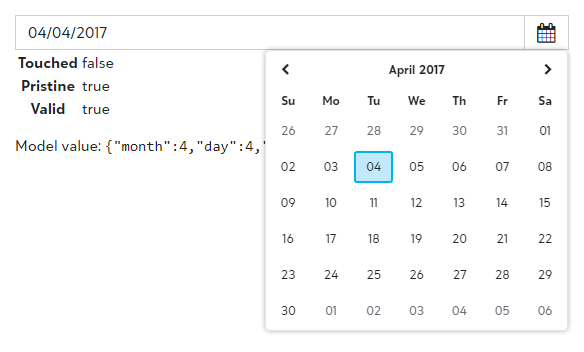 04/04/2017
Touched false
Pristine true
Valid true
Model value: {"month":4,"day":4,"
April 2017
Su Mo Tu We Th Fr Sa
26 27 28 29 30 31 01
02 03 04 05 06 07 08
09 10 11 12 13 14 15
16 17 18 19 20 21 22
23 24 25 26 27 28 29
30 01 02 03 04 05 06